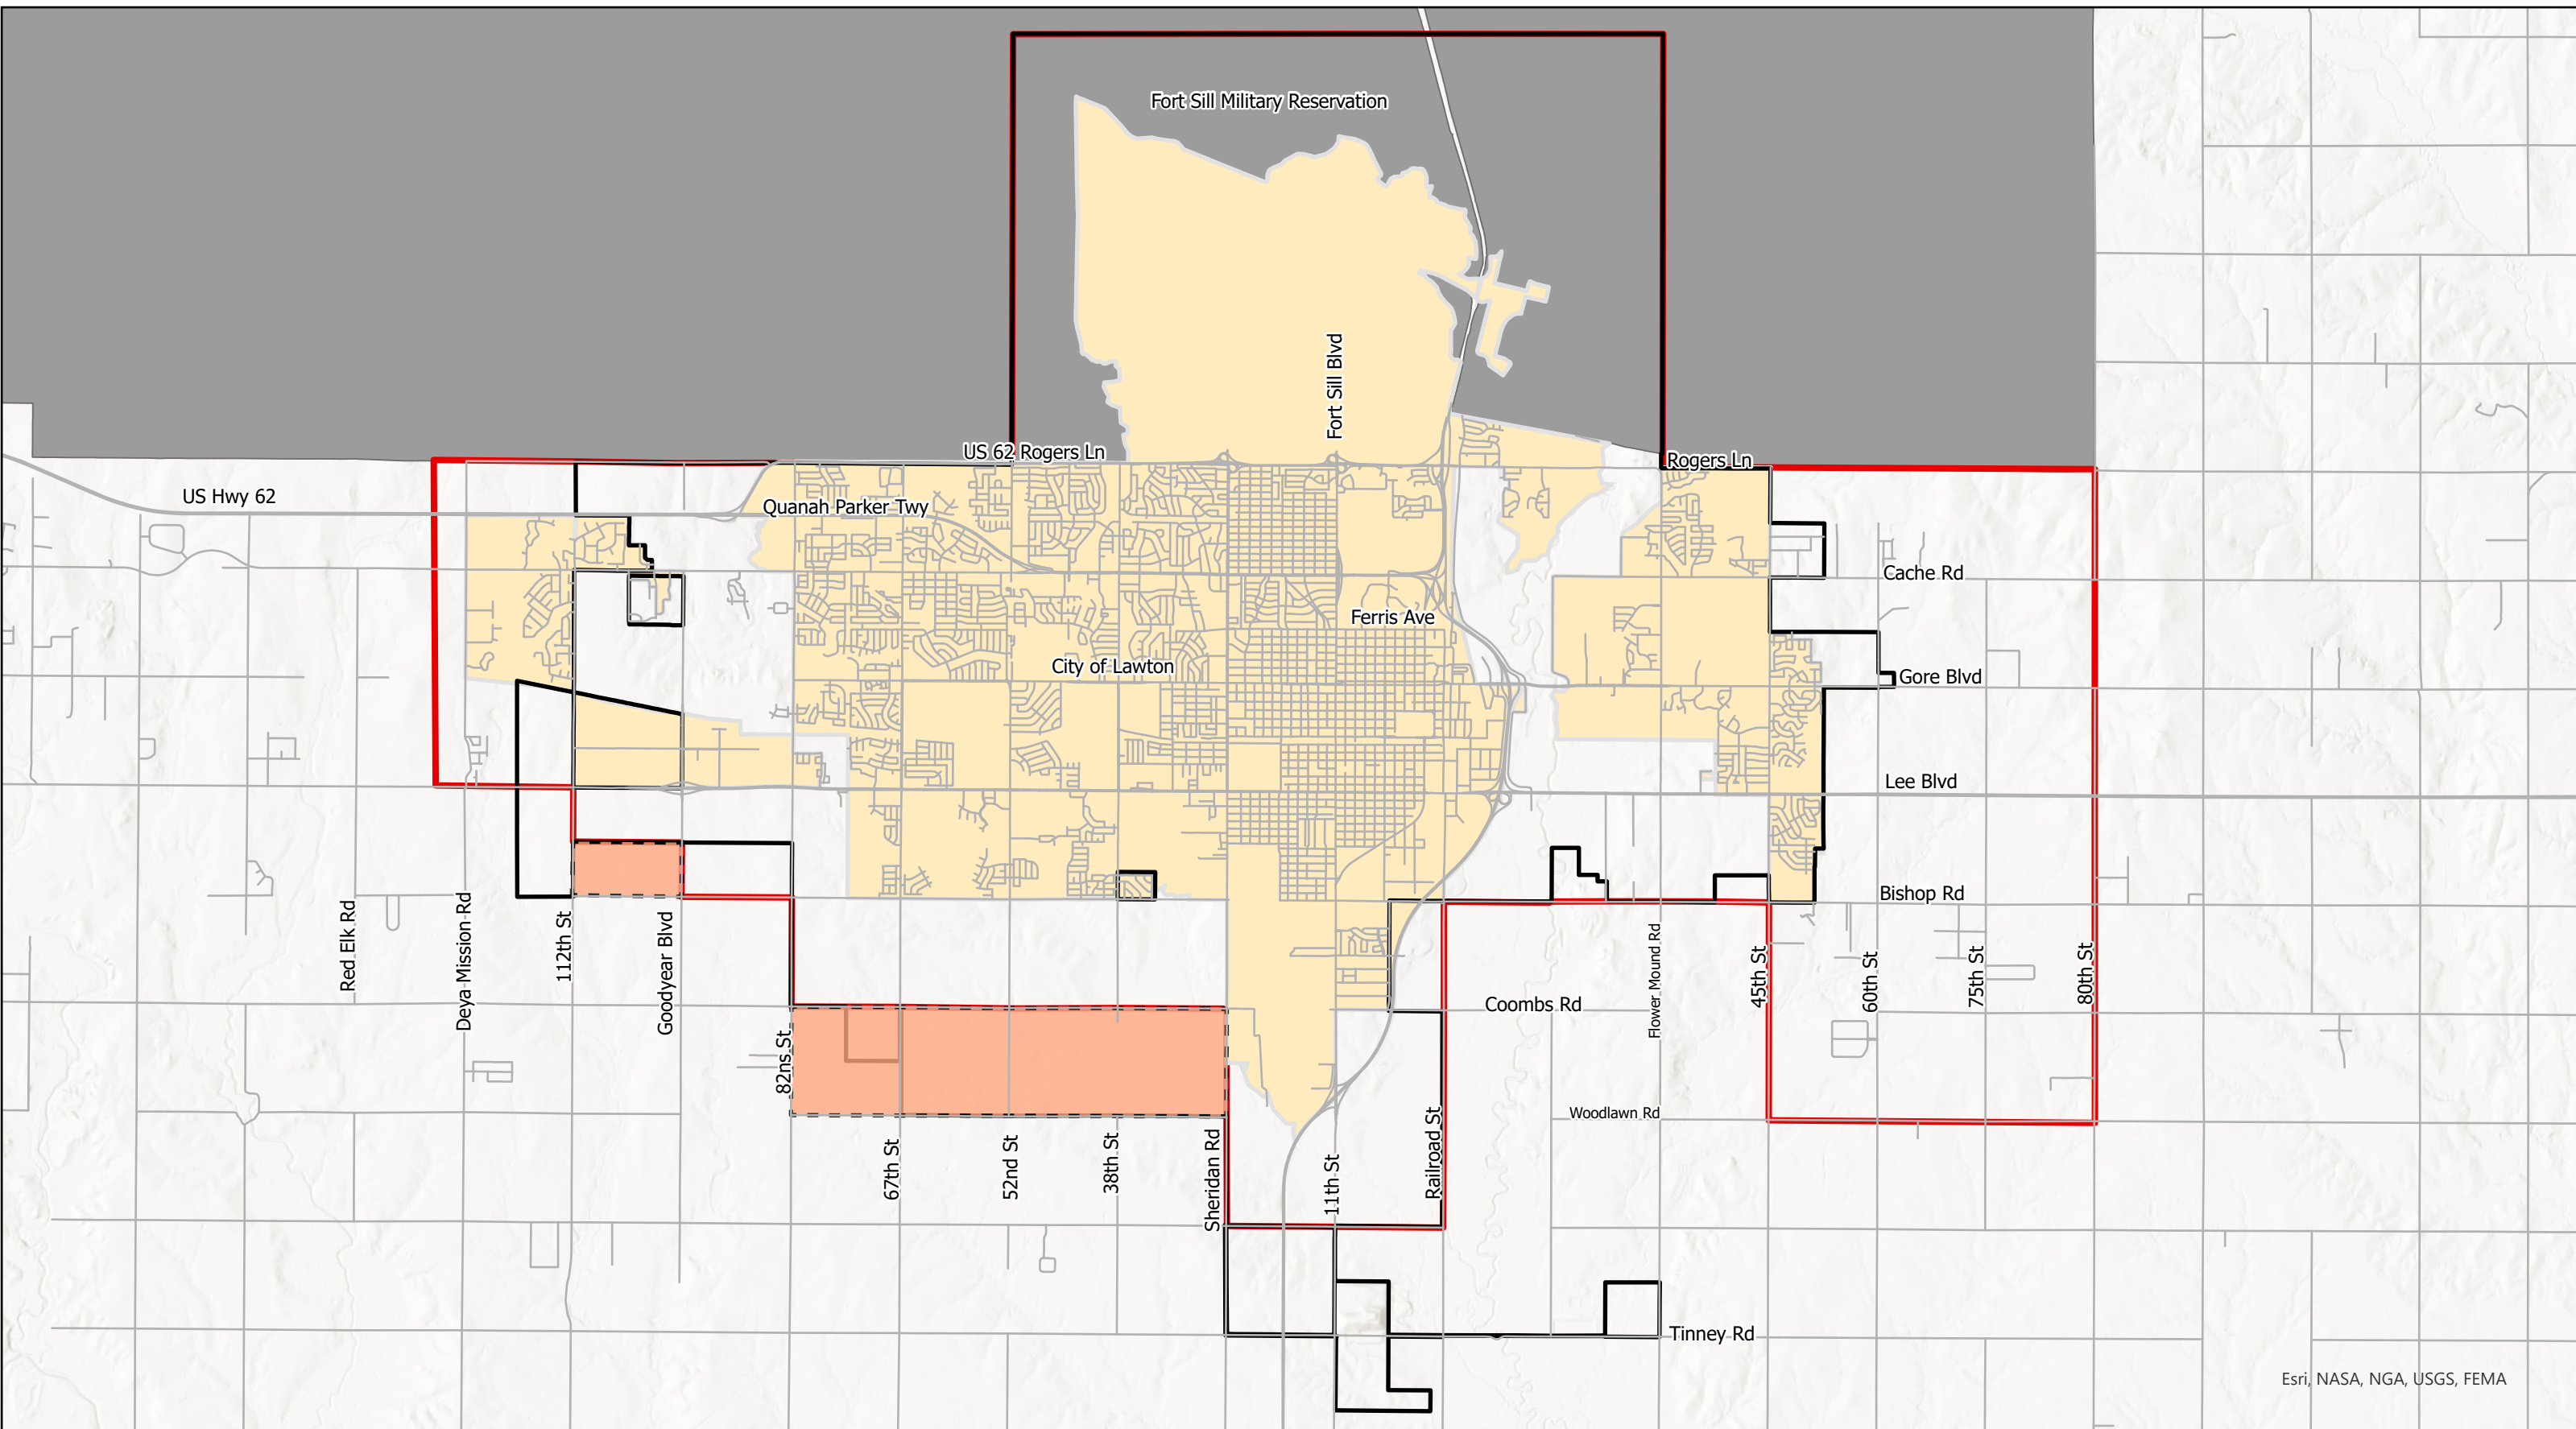 Fort Sill Military Reservation
Fort Sill Blvd
US 62 Rogers Ln
Rogers Ln
US Hwy 62
Quanah Parker Twy
Cache Rd
Ferris Ave
City of Lawton
Gore Blvd
Lee Blvd
Bishop Rd
Red Elk Rd
Deya-Mission Rd
112th St
Goodyear Blvd
82ns St
67th St
52nd St
38th St
Sheridan Rd
11th St
Railroad St
Coombs Rd
Flower Mound Rd
45th St
60th St
75th St
80th St
Woodlawn Rd
Tinney Rd
Esri, NASA, NGA, USGS, FEMA